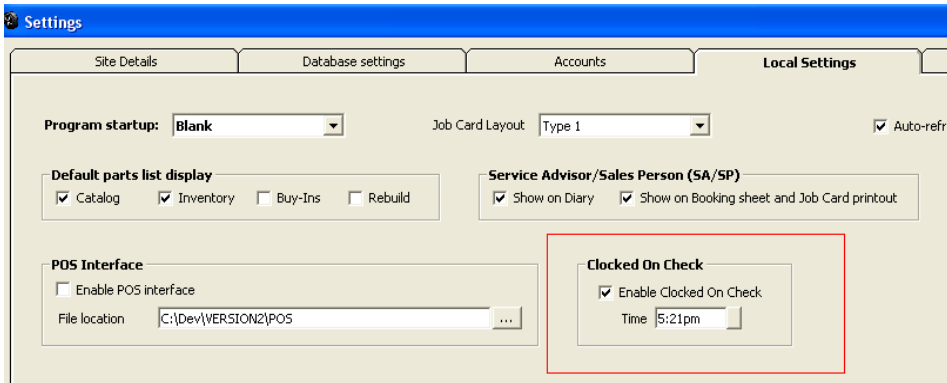 Settings
Site Details Database settings Accounts Local Settings
Program startup: Blank Job Card Layout Type 1 Auto-refr
Default parts list display
Catalog Inventory Buy-Ins Rebuild
Service Advisor/Sales Person (SA/SP)
Show on Diary Show on Booking sheet and Job Card printout
POS Interface
Enable POS interface
File location C:\Dev\VERSION2\POS ...
Clocked On Check
Enable Clocked On Check
Time 5:21pm